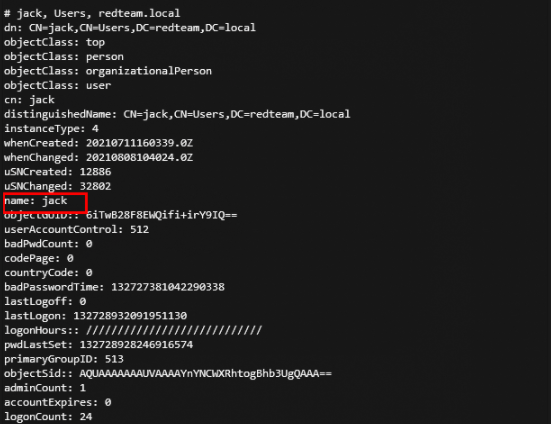 # jack, Users, redteam.local
dn: CN=jack,CN=Users,DC=redteam,DC=local
objectClass: top
objectClass: person
objectClass: organizationalPerson
objectClass: user
cn: jack
distinguishedName: CN=jack,CN=Users,DC=redteam,DC=local
instanceType: 4
whenCreated: 20210711160339.0Z
whenChanged: 20210808104024.0Z
uSNCreated: 12886
uSNChanged: 32802
name: jack
objectGUID:: 6iTwB28F8EWQifi+irY9IQ==
userAccountControl: 512
badPwdCount: 0
codePage: 0
countryCode: 0
badPasswordTime: 132727381042290338
lastLogoff: 0
lastLogon: 132728932091951130
logonHours:: ////////////////////////////
pwdLastSet: 132728928246916574
primaryGroupID: 513
objectSid:: AQUAAAAAAAUVAAAAYnYNCWXRhtogBhb3UgQAAA==
adminCount: 1
accountExpires: 0
logonCount: 24